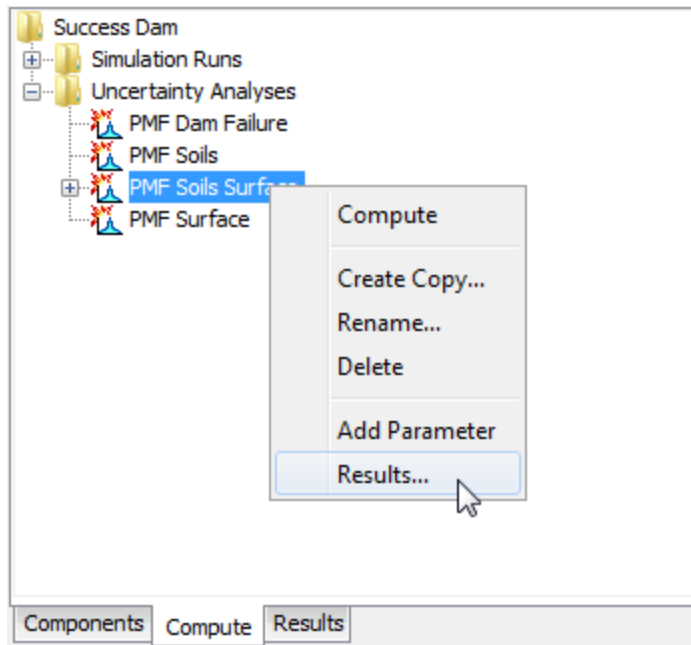 Success Dam
Simulation Runs
Uncertainty Analyses
PMF Dam Failure
PMF Soils
PMF Soils Surface
PMF Surface
Compute
Create Copy...
Rename...
Delete
Add Parameter
Results...
Components
Compute
Results